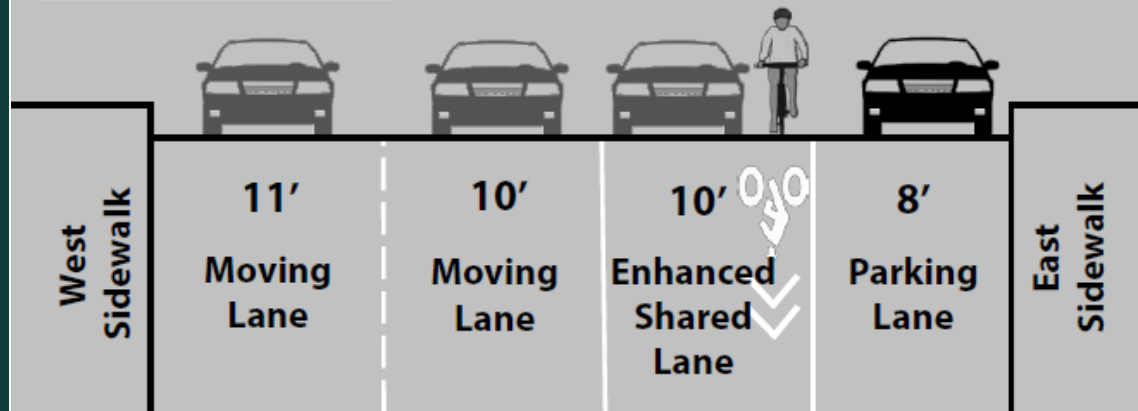 West
Sidewalk
11’
Moving
Lane
10’
Moving
Lane
10’
Enhanced
Shared
Lane
8’
Parking
Lane
East
Sidewalk